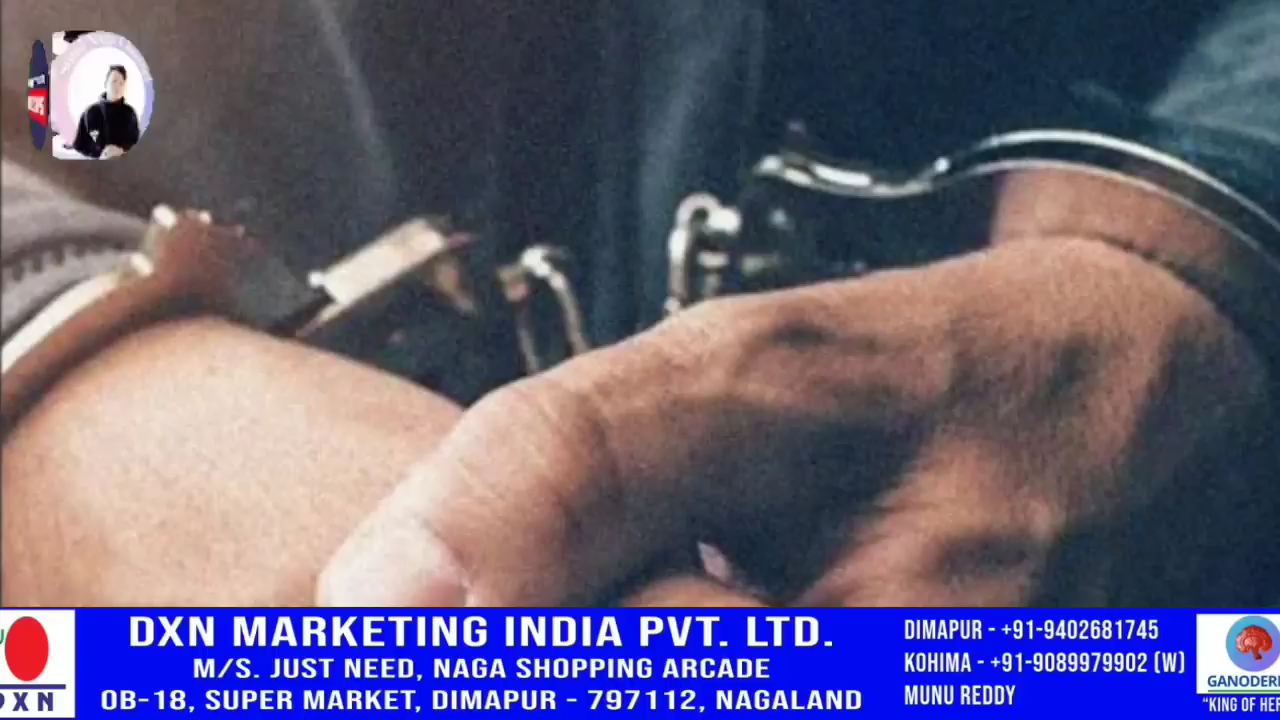 DXN MARKETING INDIA PVT. LTD.
M/S. JUST NEED, NAGA SHOPPING ARCADE
OB-18, SUPER MARKET, DIMAPUR - 797112, NAGALAND
DIMAPUR - +91-9402681745
KOHIMA - +91-9089979902 (W)
MUNU REDDY
DXN
GANODER
"KING OF HER